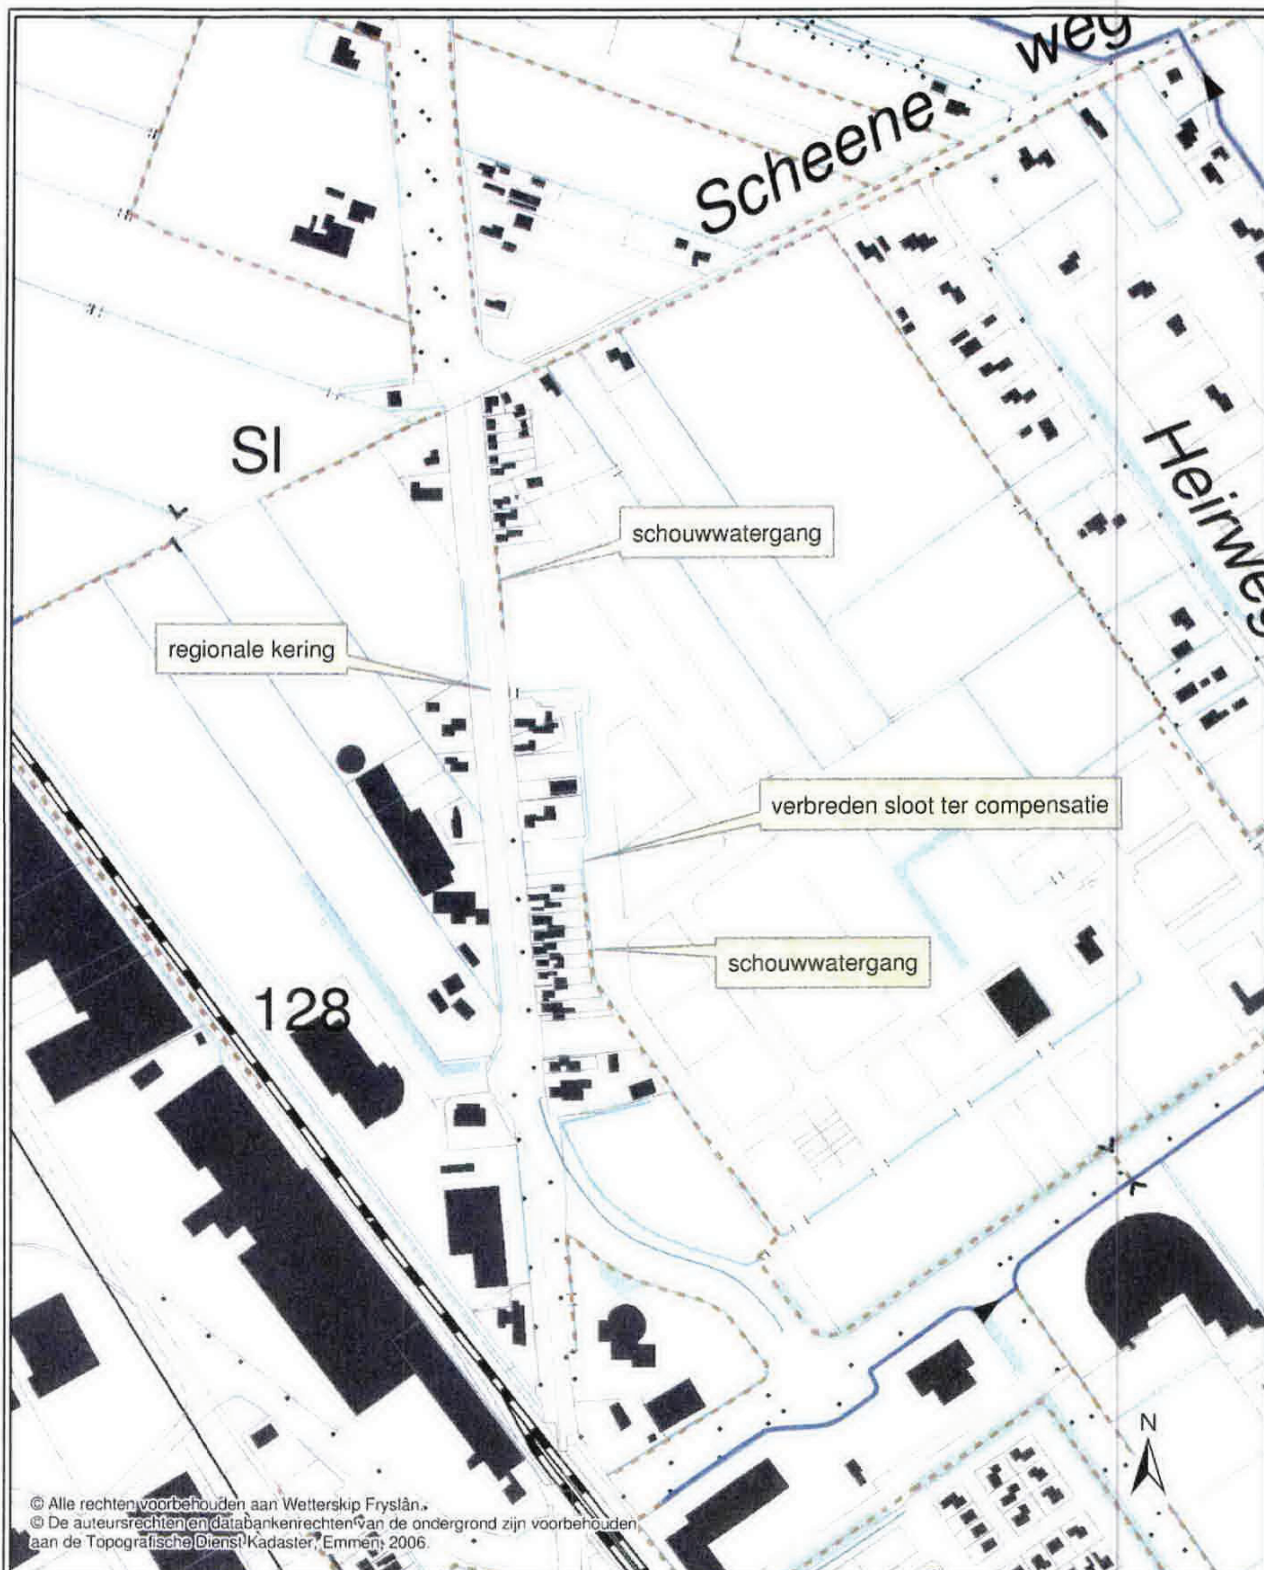 weg
Scheene
Sl
Heirweg
schouwwatergang
regionale kering
verbreden sloot ter compensatie
schouwwatergang
128
N
© Alle rechten voorbehouden aan Wetterskip Fryslân.
© De auteursrechten en databankenrechten van de ondergrond zijn voorbehouden
aan de Topografische Dienst Kadaster, Emmen, 2006.